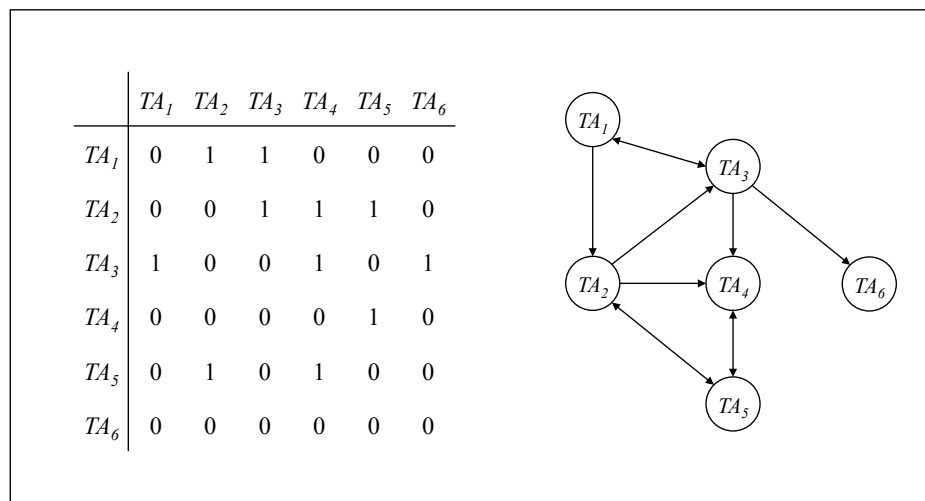 TA1 TA2 TA3 TA4 TA5 TA6
TA1 0 1 1 0 0 0
TA2 0 0 1 1 1 0
TA3 1 0 0 1 0 1
TA4 0 0 0 0 1 0
TA5 0 1 0 1 0 0
TA6 0 0 0 0 0 0
TA1
TA3
TA2
TA4
TA6
TA5